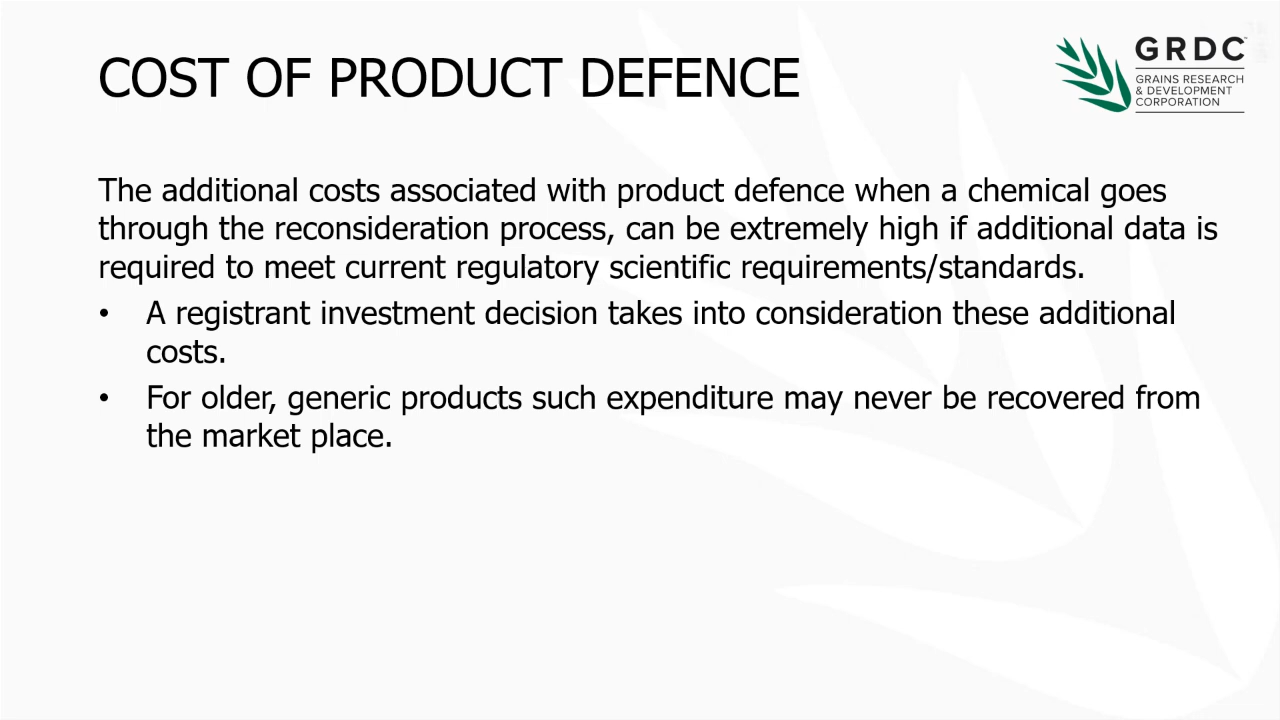 COST OF PRODUCT DEFENCE
GRDC™
GRAINS RESEARCH
& DEVELOPMENT
CORPORATION
The additional costs associated with product defence when a chemical goes
through the reconsideration process, can be extremely high if additional data is
required to meet current regulatory scientific requirements/standards.
• A registrant investment decision takes into consideration these additional
costs.
• For older, generic products such expenditure may never be recovered from
the market place.